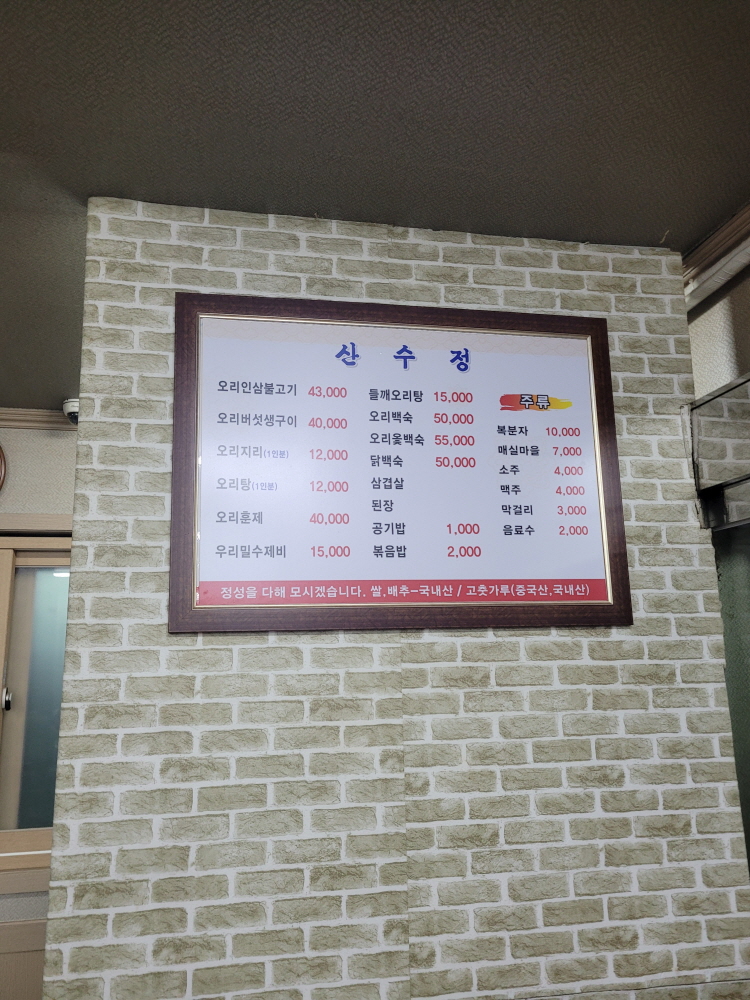 산 수 정
오리인삼불고기 43,000
오리버섯생구이 40,000
오리지리(1인분) 12,000
오리탕(1인분) 12,000
오리훈제 40,000
우리밀수제비 15,000
들깨오리탕 15,000
오리백숙 50,000
오리옻백숙 55,000
닭백숙 50,000
삼겹살
된장
공기밥 1,000
볶음밥 2,000
주류
복분자 10,000
매실마을 7,000
소주 4,000
맥주 4,000
막걸리 3,000
음료수 2,000
정성을 다해 모시겠습니다. 쌀,배추-국내산 / 고춧가루(중국산,국내산)